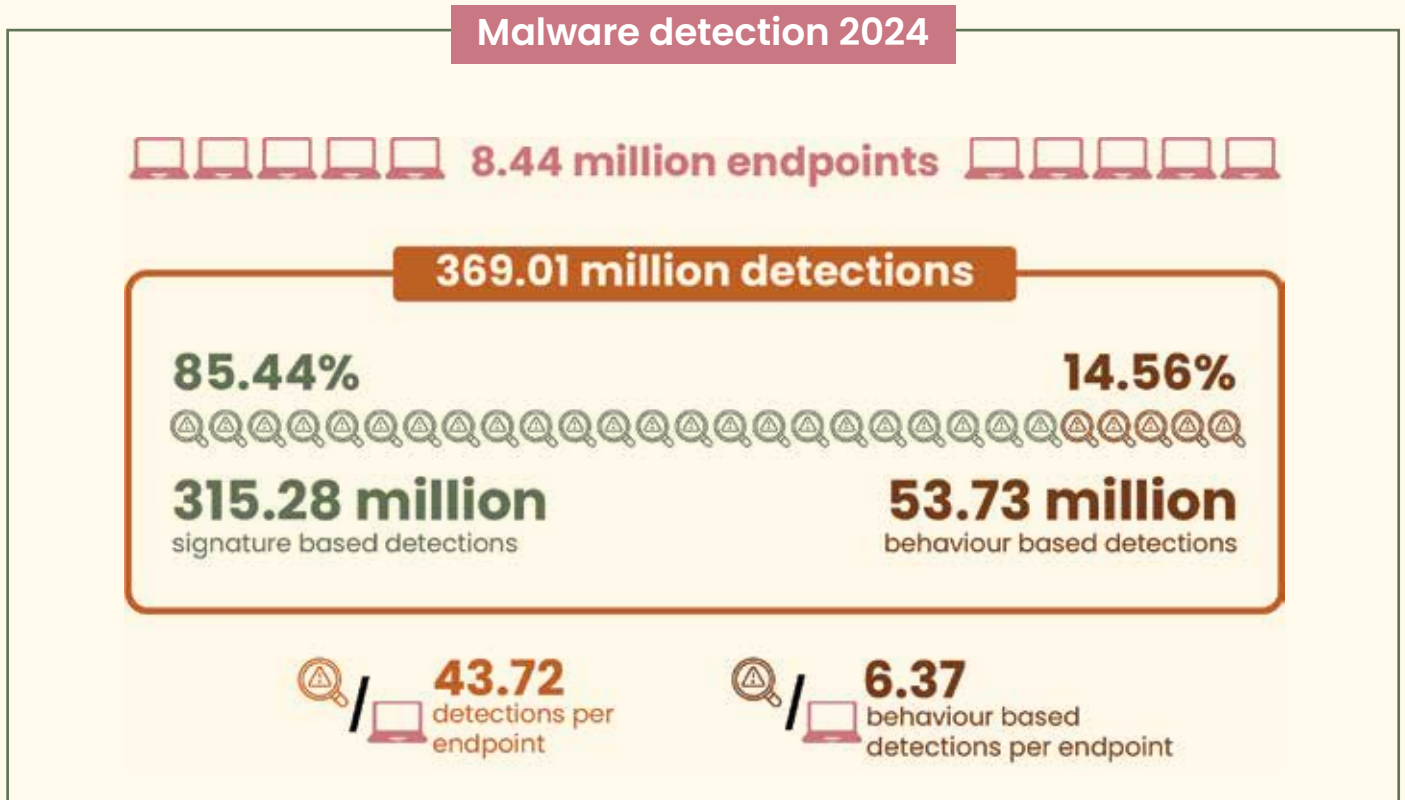 Malware detection 2024
8.44 million endpoints
369.01 million detections
85.44%
14.56%
315.28 million
signature based detections
53.73 million
behaviour based detections
43.72
detections per
endpoint
6.37
behaviour based
detections per endpoint